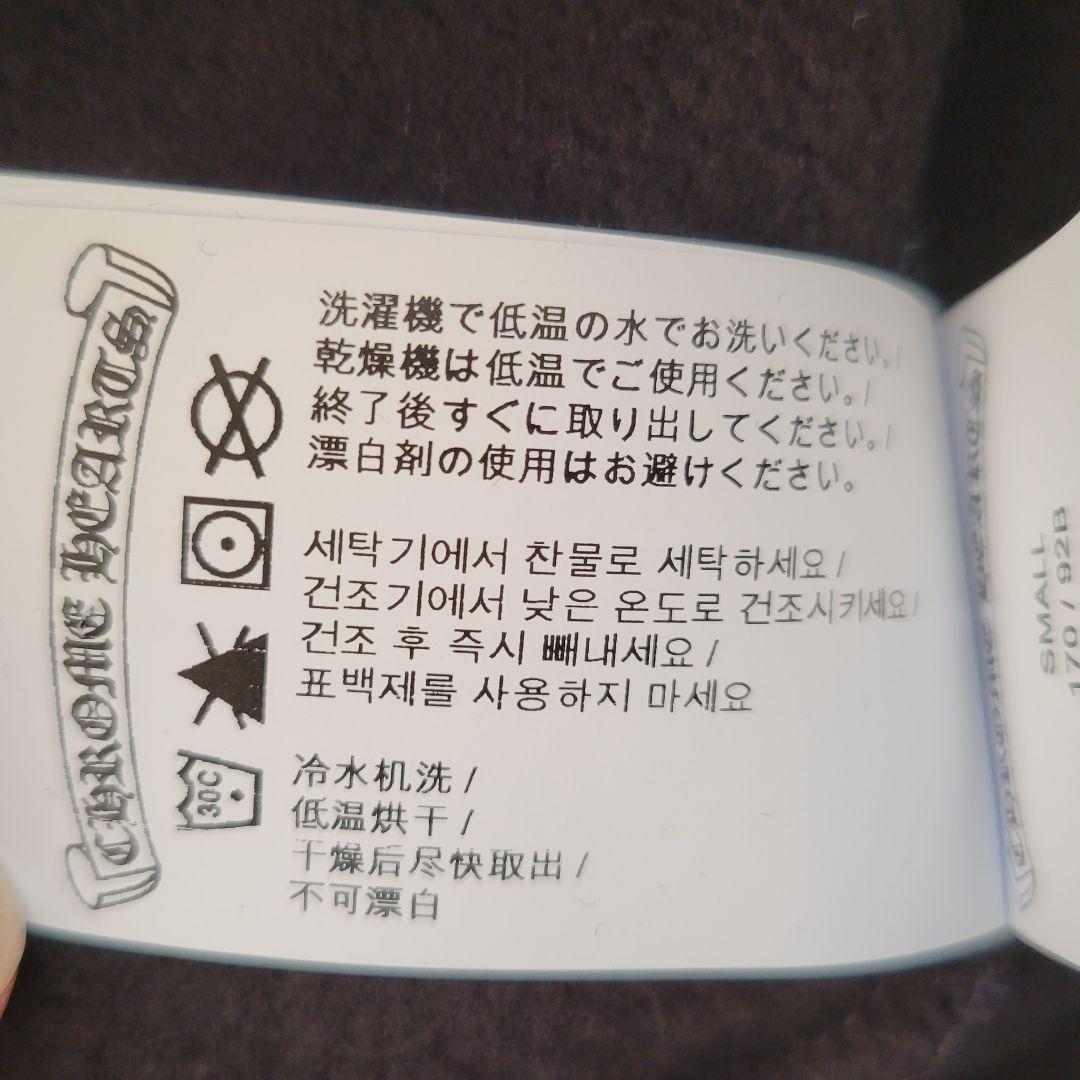 CHROME HEARTS
洗濯機で低温の水でお洗いください。/
乾燥機は低温でご使用ください。/
終了後すぐに取り出してください。/
漂白剤の使用はお避けください。
세탁기에서 찬물로 세탁하세요/
건조기에서 낮은 온도로 건조시키세요/
건조 후 즉시 빼내세요/
표백제를 사용하지 마세요
30C
冷水机洗/
低温烘干/
干燥后尽快取出/
不可漂白
SMALL
170/92B